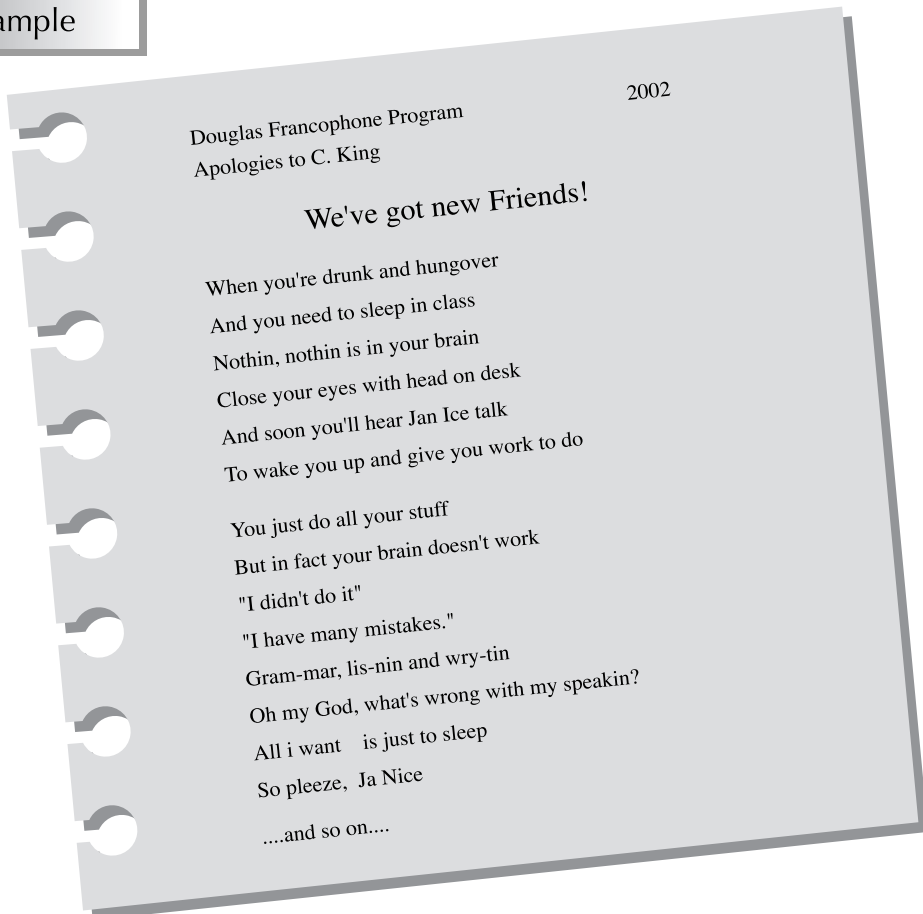 ample
Douglas Francophone Program 2002
Apologies to C. King
We've got new Friends!
When you're drunk and hungover
And you need to sleep in class
Nothin, nothin is in your brain
Close your eyes with head on desk
And soon you'll hear Jan Ice talk
To wake you up and give you work to do
You just do all your stuff
But in fact your brain doesn't work
"I didn't do it"
"I have many mistakes."
Gram-mar, lis-nin and wry-tin
Oh my God, what's wrong with my speakin?
All i want is just to sleep
So pleeze, Ja Nice
....and so on....